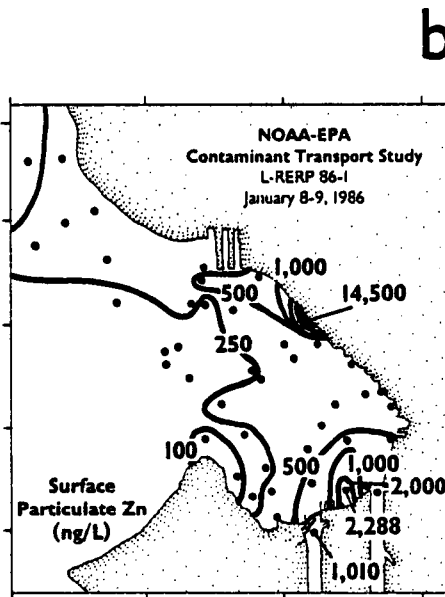 b
NOAA-EPA
Contaminant Transport Study
L-RERP 86-1
January 8-9, 1986
1,000
500
14,500
250
100
500
1,000
2,000
Surface
Particulate Zn
(ng/L)
2,288
1,010